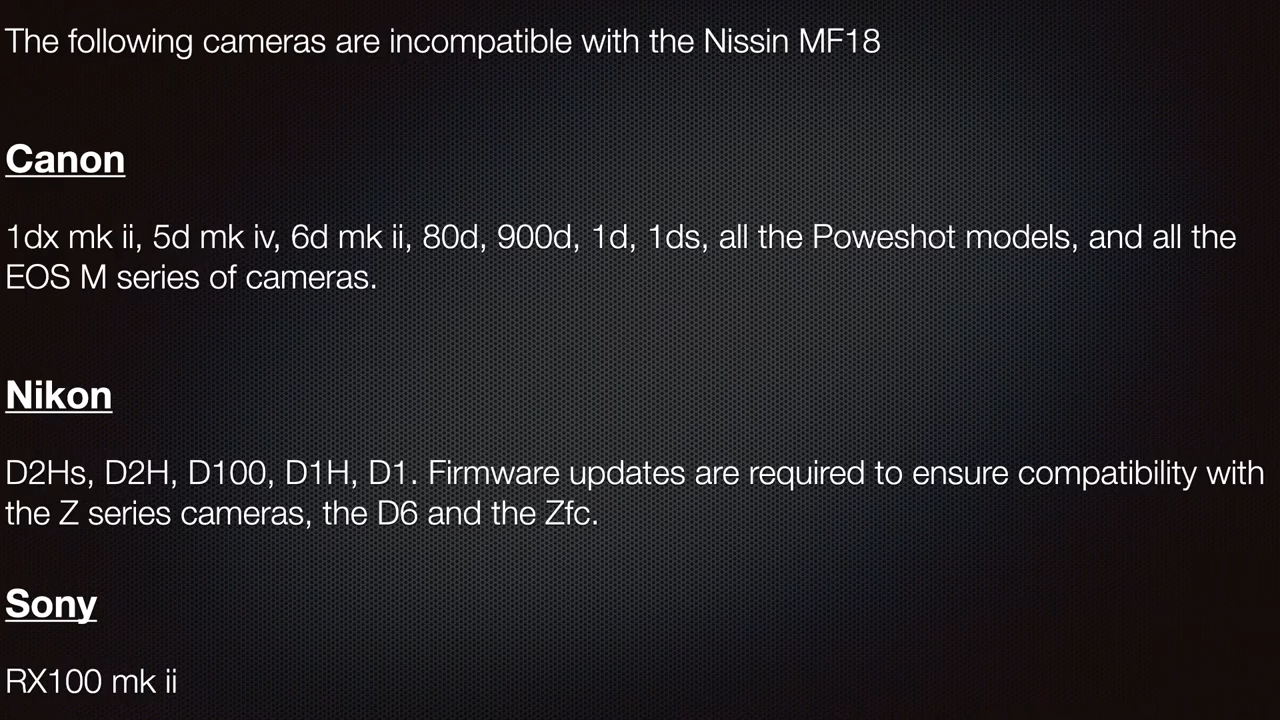 The following cameras are incompatible with the Nissin MF18
Canon
1dx mk ii, 5d mk iv, 6d mk ii, 80d, 900d, 1d, 1ds, all the Poweshot models, and all the
EOS M series of cameras.
Nikon
D2Hs, D2H, D100, D1H, D1. Firmware updates are required to ensure compatibility with
the Z series cameras, the D6 and the Zfc.
Sony
RX100 mk ii